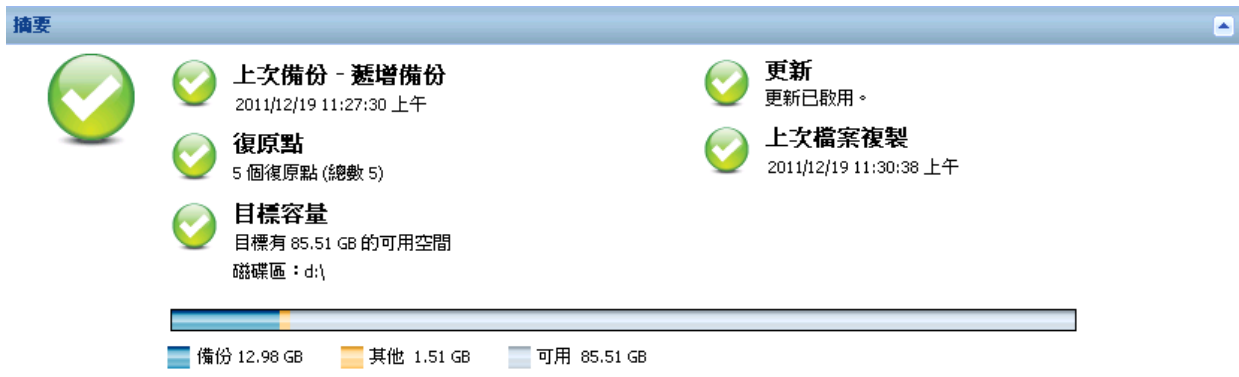 摘要
上次備份 - 遞增備份
2011/12/19 11:27:30 上午
復原點
5 個復原點 (總數 5)
目標容量
目標有 85.51 GB 的可用空間
磁碟區：d:\
更新
更新已啟用。
上次檔案複製
2011/12/19 11:30:38 上午
備份 12.98 GB 其他 1.51 GB 可用 85.51 GB